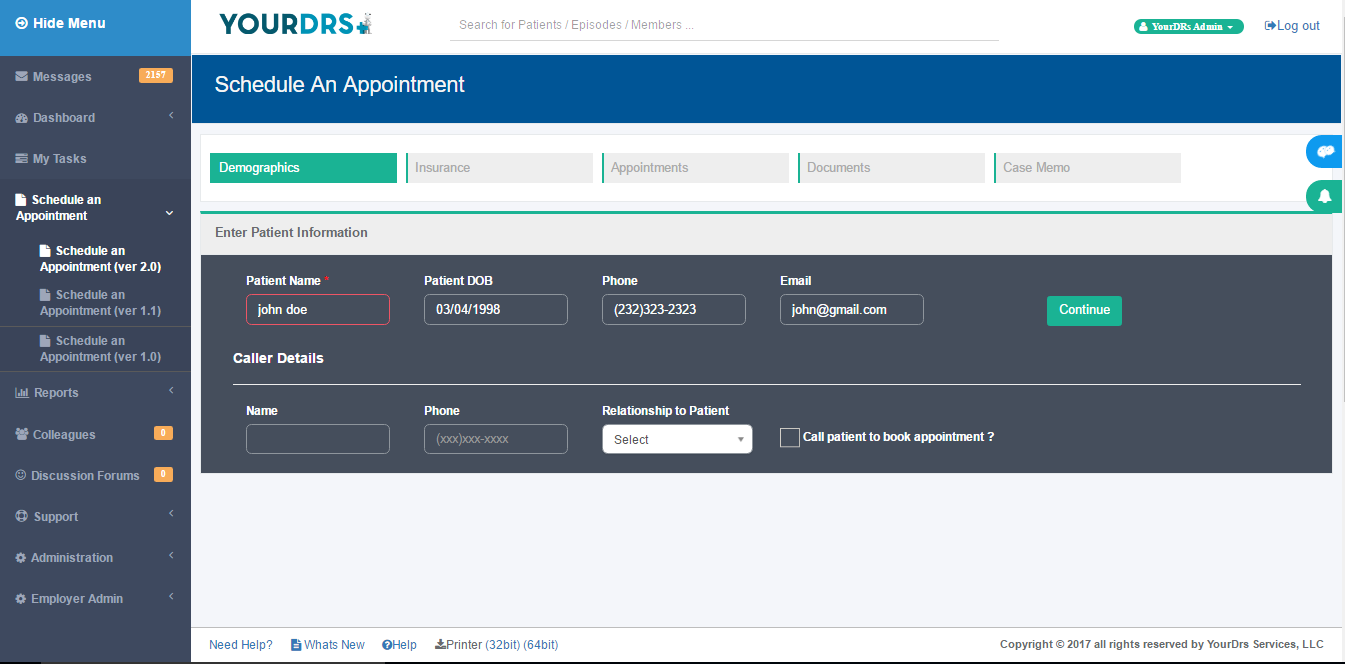 Hide Menu
YOURDRS
Search for Patients / Episodes / Members ...
YourDRs Admin
Log out
Messages 2157
Dashboard
My Tasks
Schedule an
Appointment
Schedule an
Appointment (ver 2.0)
Schedule an
Appointment (ver 1.1)
Schedule an
Appointment (ver 1.0)
Reports
Colleagues 0
Discussion Forums 0
Support
Administration
Employer Admin
Schedule An Appointment
Demographics Insurance Appointments Documents Case Memo
Enter Patient Information
Patient Name * Patient DOB Phone Email
john doe 03/04/1998 (232)323-2323 john@gmail.com Continue
Caller Details
Name Phone Relationship to Patient
(xxx)xxx-xxxx Select Call patient to book appointment ?
Need Help? Whats New Help Printer (32bit) (64bit) Copyright © 2017 all rights reserved by YourDrs Services, LLC